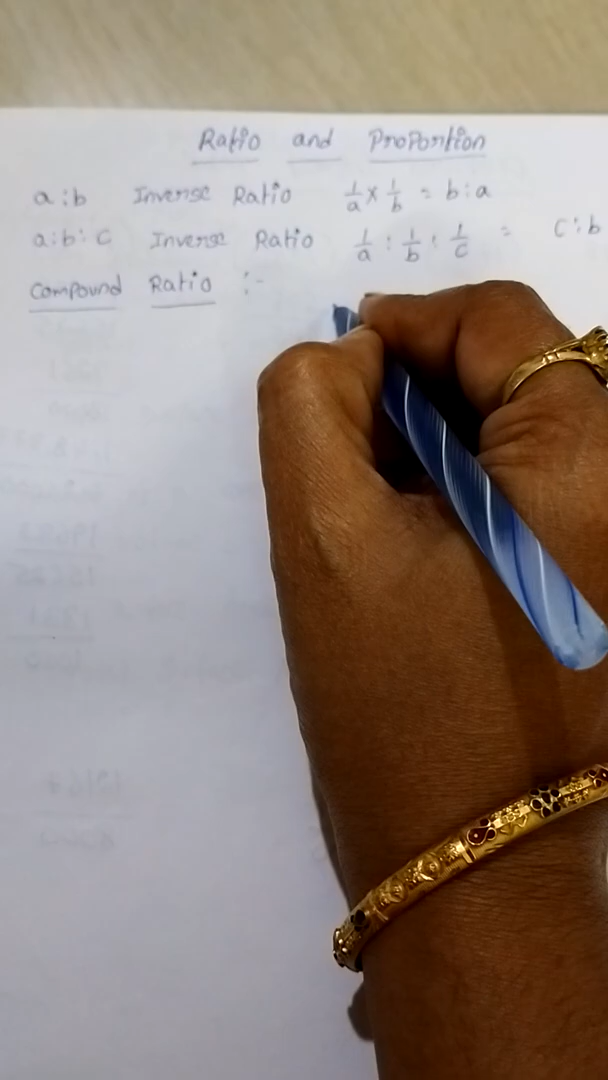 Ratio and Proportion
a:b Inverse Ratio 1/a × 1/b = b:a
a:b:c Inverse Ratio 1/a : 1/b : 1/c = c:b
Compound Ratio :-